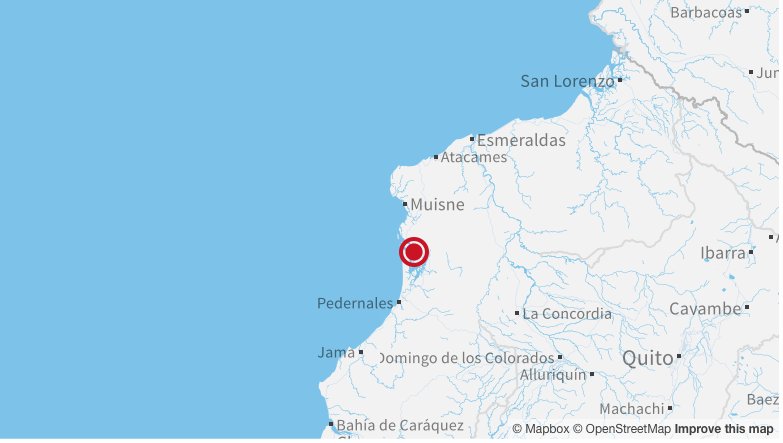 Barbacoas
Jun
San Lorenzo
Esmeraldas
Atacames
Muisne
A
Ibarra
Pedernales
Cavambe
La Concordia
Jama
Domingo de los Colorados
Quito
Alluriquín
Baez
Machachi
Bahía de Caráquez
© Mapbox © OpenStreetMap Improve this map